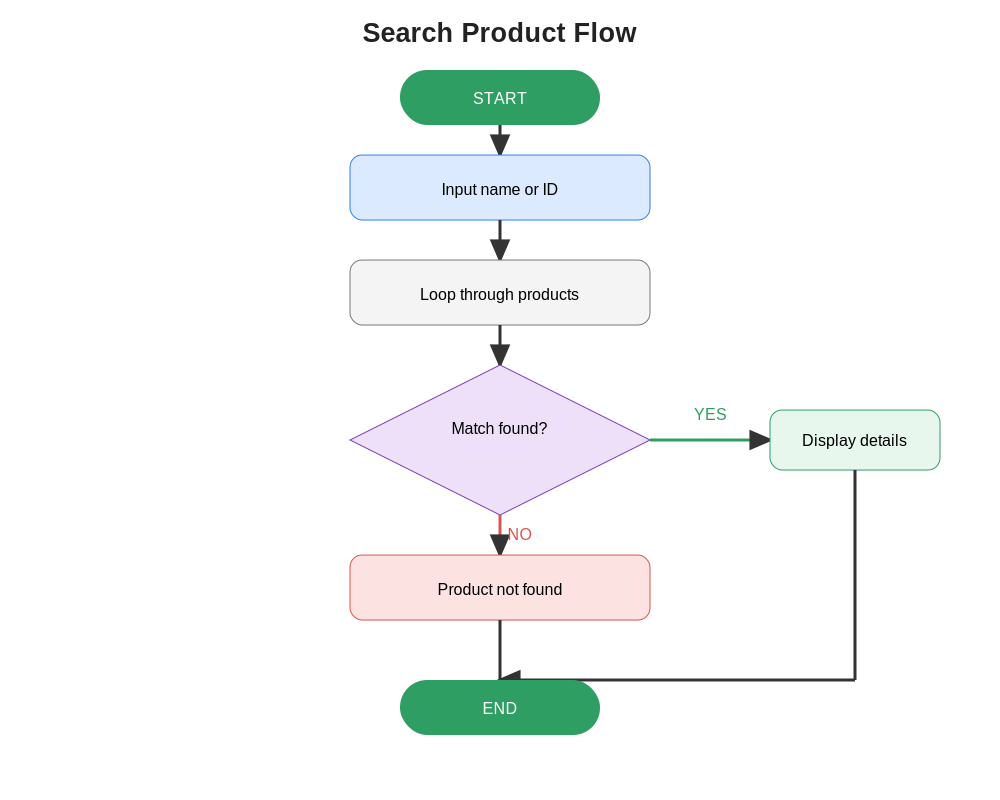 Search Product Flow
START
Input name or ID
Loop through products
Match found?
YES
Display details
NO
Product not found
END